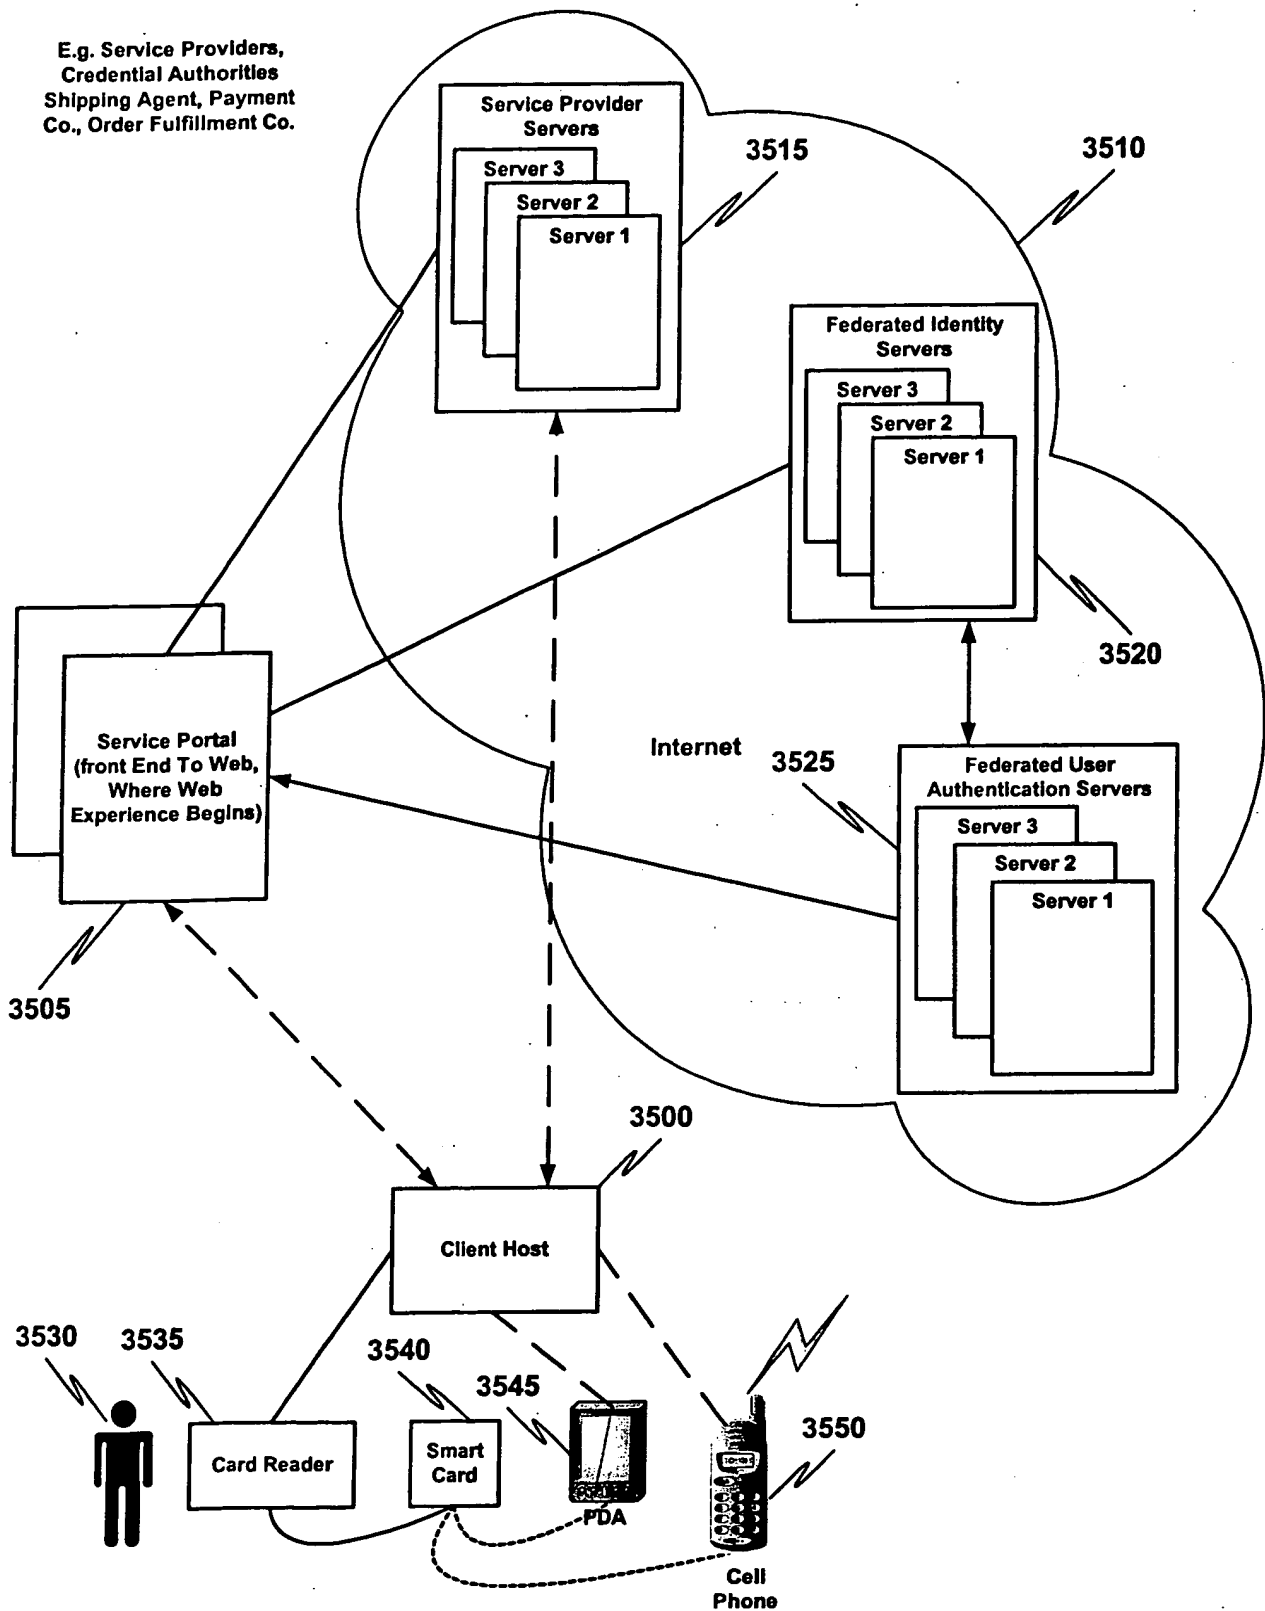 E.g. Service Providers,
Credential Authorities
Shipping Agent, Payment
Co., Order Fulfillment Co.
Service Provider
Servers
Server 3
Server 2
Server 1
3515
3510
Federated Identity
Servers
Server 3
Server 2
Server 1
3520
Service Portal
(front End To Web,
Where Web
Experience Begins)
3505
Internet
3525
Federated User
Authentication Servers
Server 3
Server 2
Server 1
3500
Client Host
3530
3535
3540
3545
3550
Card Reader
Smart
Card
PDA
Cell
Phone